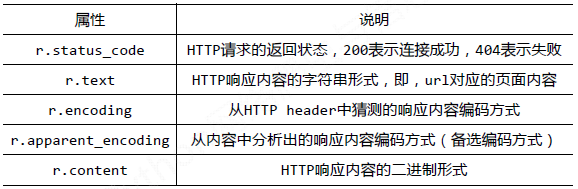 属性 说明
r.status_code HTTP请求的返回状态，200表示连接成功，404表示失败
r.text HTTP响应内容的字符串形式，即，url对应的页面内容
r.encoding 从HTTP header中猜测的响应内容编码方式
r.apparent_encoding 从内容中分析出的响应内容编码方式（备选编码方式）
r.content HTTP响应内容的二进制形式